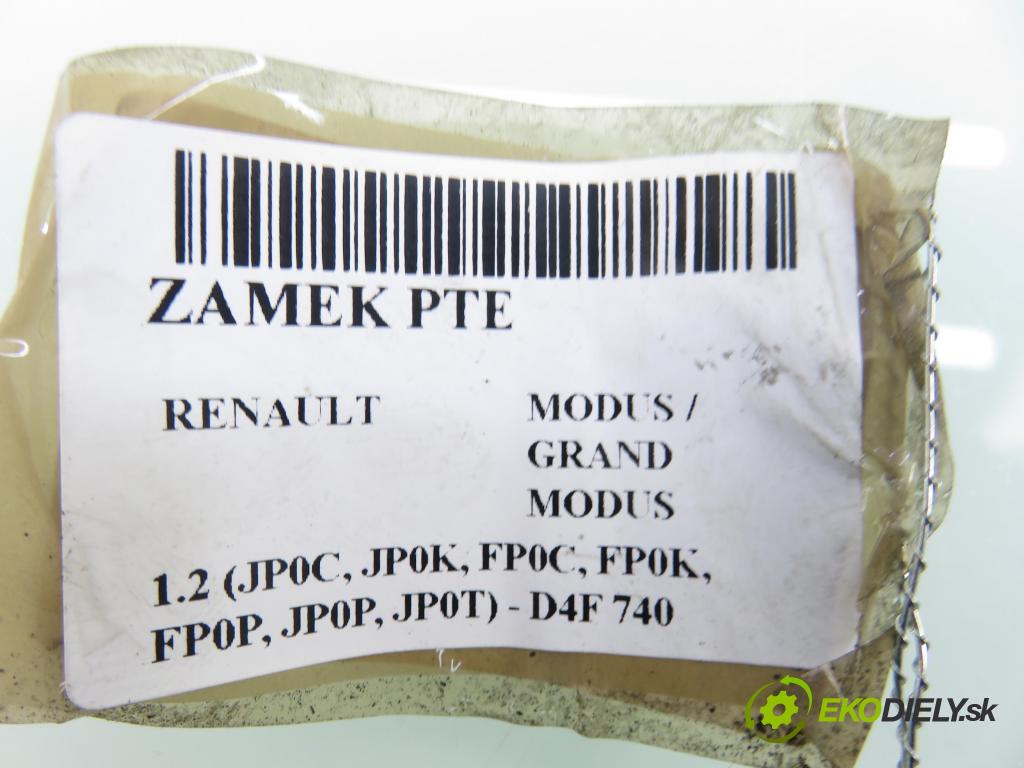 ZAMEK PTE
RENAULT
MODUS /
GRAND
MODUS
1.2 (JP0C, JP0K, FP0C, FP0K,
FP0P, JP0P, JP0T) - D4F 740
EKODIELY.sk